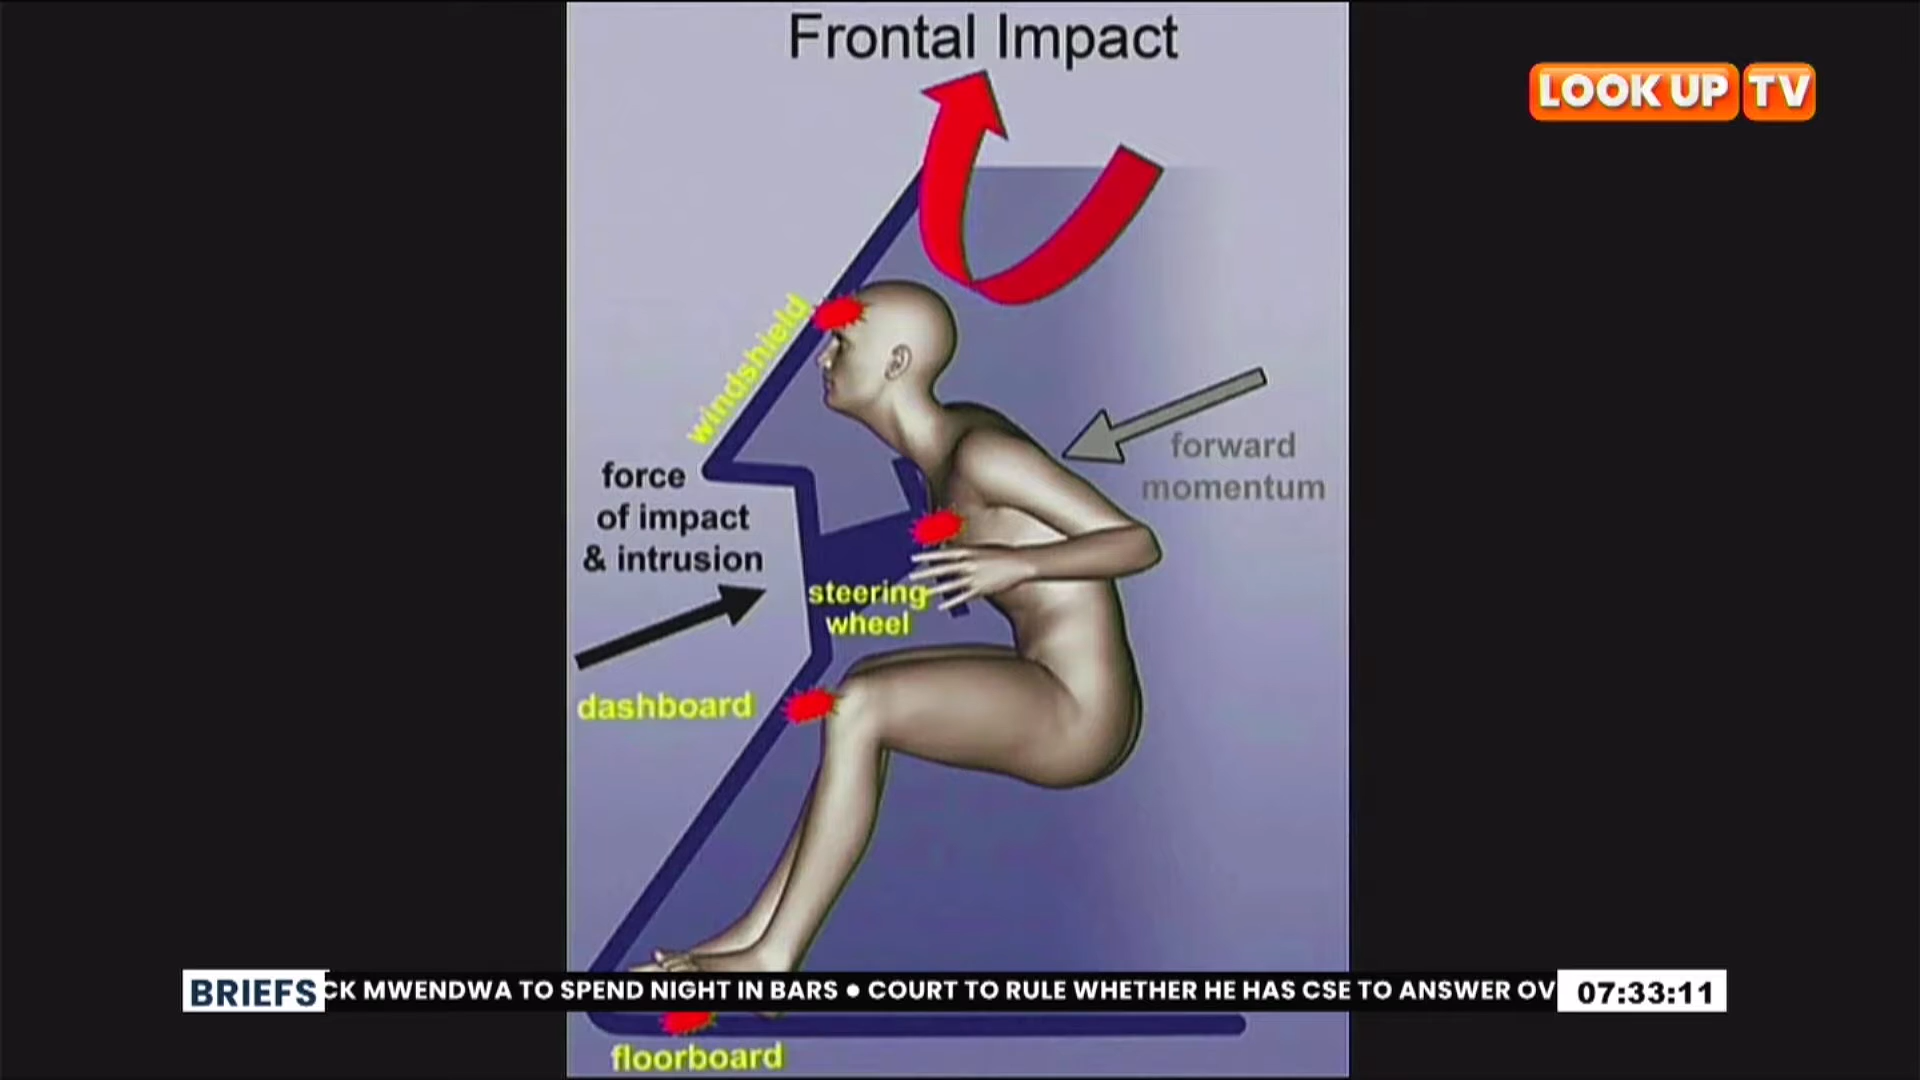 Frontal Impact
LOOK UP TV
windshield
force
of impact
& intrusion
forward
momentum
steering
wheel
dashboard
BRIEFS
CK MWENDWA TO SPEND NIGHT IN BARS ● COURT TO RULE WHETHER HE HAS CSE TO ANSWER OV
07:33:11
floorboard